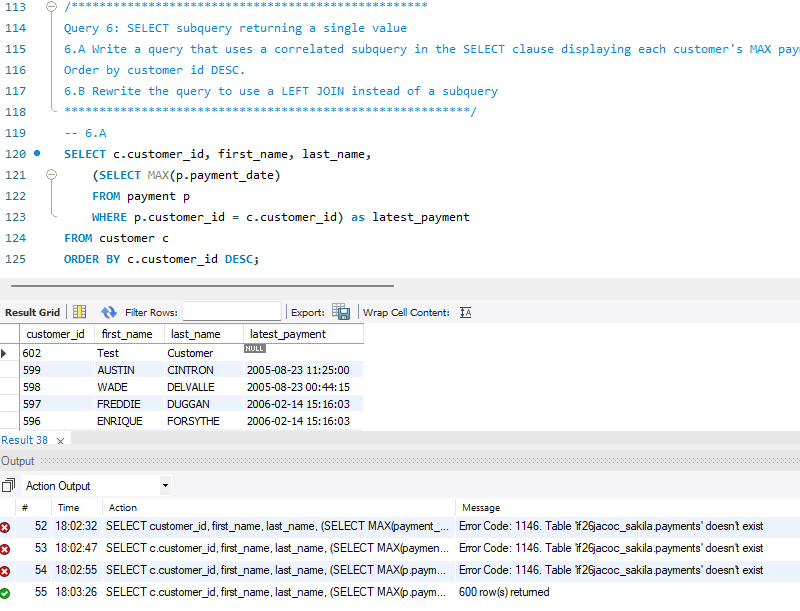 113 /***************************************************
114 Query 6: SELECT subquery returning a single value
115 6.A Write a query that uses a correlated subquery in the SELECT clause displaying each customer's MAX
116 Order by customer id DESC.
117 6.B Rewrite the query to use a LEFT JOIN instead of a subquery
118 **********************************************************/
119 -- 6.A
120 SELECT c.customer_id, first_name, last_name,
121 (SELECT MAX(p.payment_date)
122 FROM payment p
123 WHERE p.customer_id = c.customer_id) as latest_payment
124 FROM customer c
125 ORDER BY c.customer_id DESC;
Result Grid Filter Rows: Export: Wrap Cell Content: IA
customer_id first_name last_name latest_payment
602 Test Customer NULL
599 AUSTIN CINTRON 2005-08-23 11:25:00
598 WADE DELVALLE 2005-08-23 00:44:15
597 FREDDIE DUGGAN 2006-02-14 15:16:03
596 ENRIQUE FORSYTHE 2006-02-14 15:16:03
Result 38 ×
Output
Action Output
# Time Action Message
52 18:02:32 SELECT customer_id, first_name, last_name, (SELECT MAX(payment_... Error Code: 1146. Table 'lf26jacoc_sakila.payments' doesn't exist
53 18:02:47 SELECT c.customer_id, first_name, last_name, (SELECT MAX(paymen... Error Code: 1146. Table 'lf26jacoc_sakila.payments' doesn't exist
54 18:02:55 SELECT c.customer_id, first_name, last_name, (SELECT MAX(p.paym... Error Code: 1146. Table 'lf26jacoc_sakila.payments' doesn't exist
55 18:03:26 SELECT c.customer_id, first_name, last_name, (SELECT MAX(p.paym... 600 row(s) returned